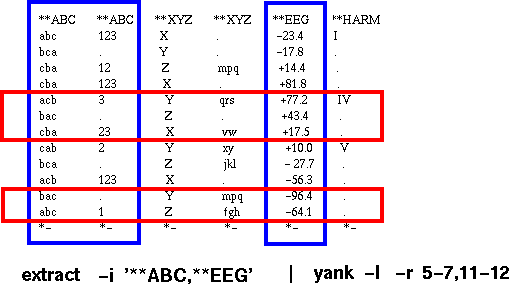 **ABC **ABC **XYZ **XYZ **EEG **HARM
abc 123 X . −23.4 I
bca . Y . −17.8 .
cba 12 Z mpq +14.4 .
cba 123 X . +81.8 .
acb 3 Y qrs +77.2 IV
bac . Z . +43.4 .
cba 23 X vw +17.5 .
cab 2 Y xy +10.0 V
bca . Z jkl − 27.7 .
acb 123 X . −56.3 .
bac . Y mpq −96.4 .
abc 1 Z fgh −64.1 .
*− *− *− *− *− *−
extract −i '**ABC,**EEG' | yank −l −r 5−7,11−12